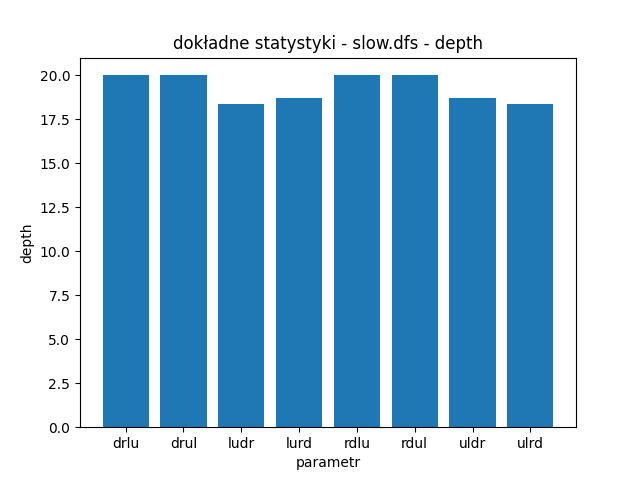 dokładne statystyki - slow.dfs - depth
20.0
17.5
15.0
12.5
10.0
7.5
5.0
2.5
0.0
depth
drlu drul ludr lurd rdlu rdul uldr ulrd
parametr